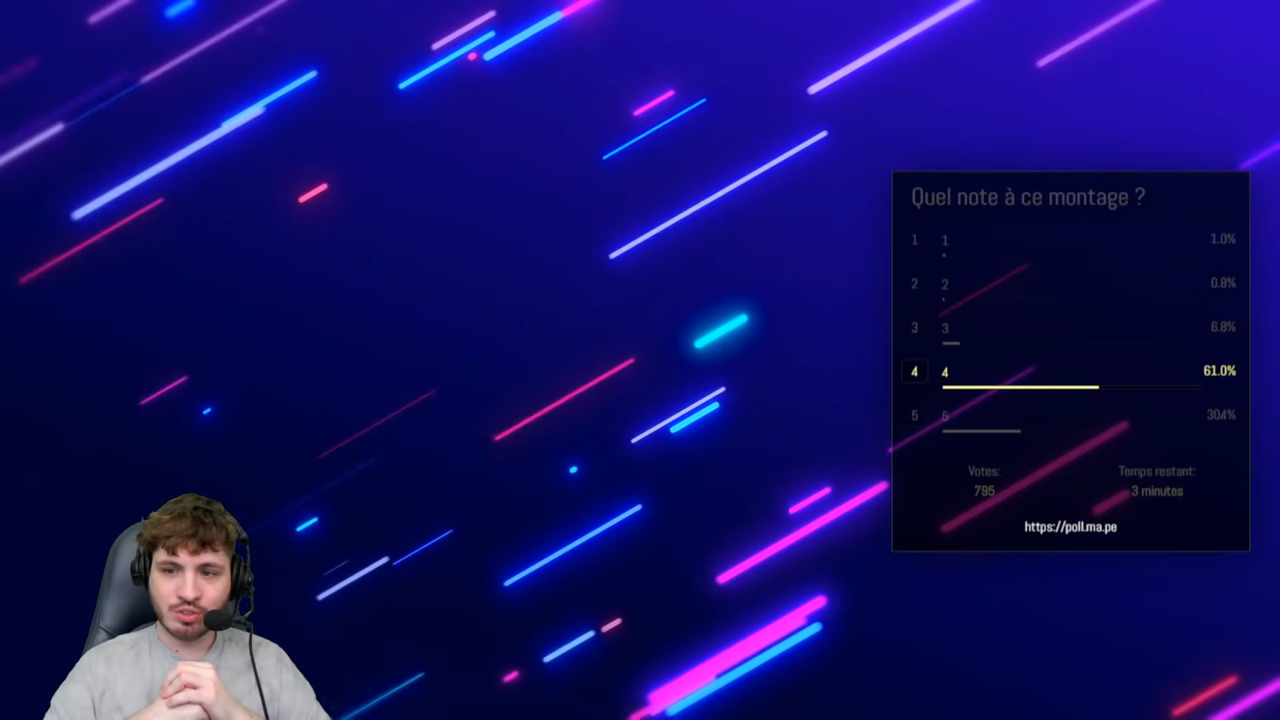 Quel note à ce montage ?
1 1 1.0%
2 2 0.8%
3 3 6.8%
4 4 61.0%
5 5 304%
Votes: Temps restant:
795 3 minutes
https://poll.ma.pe